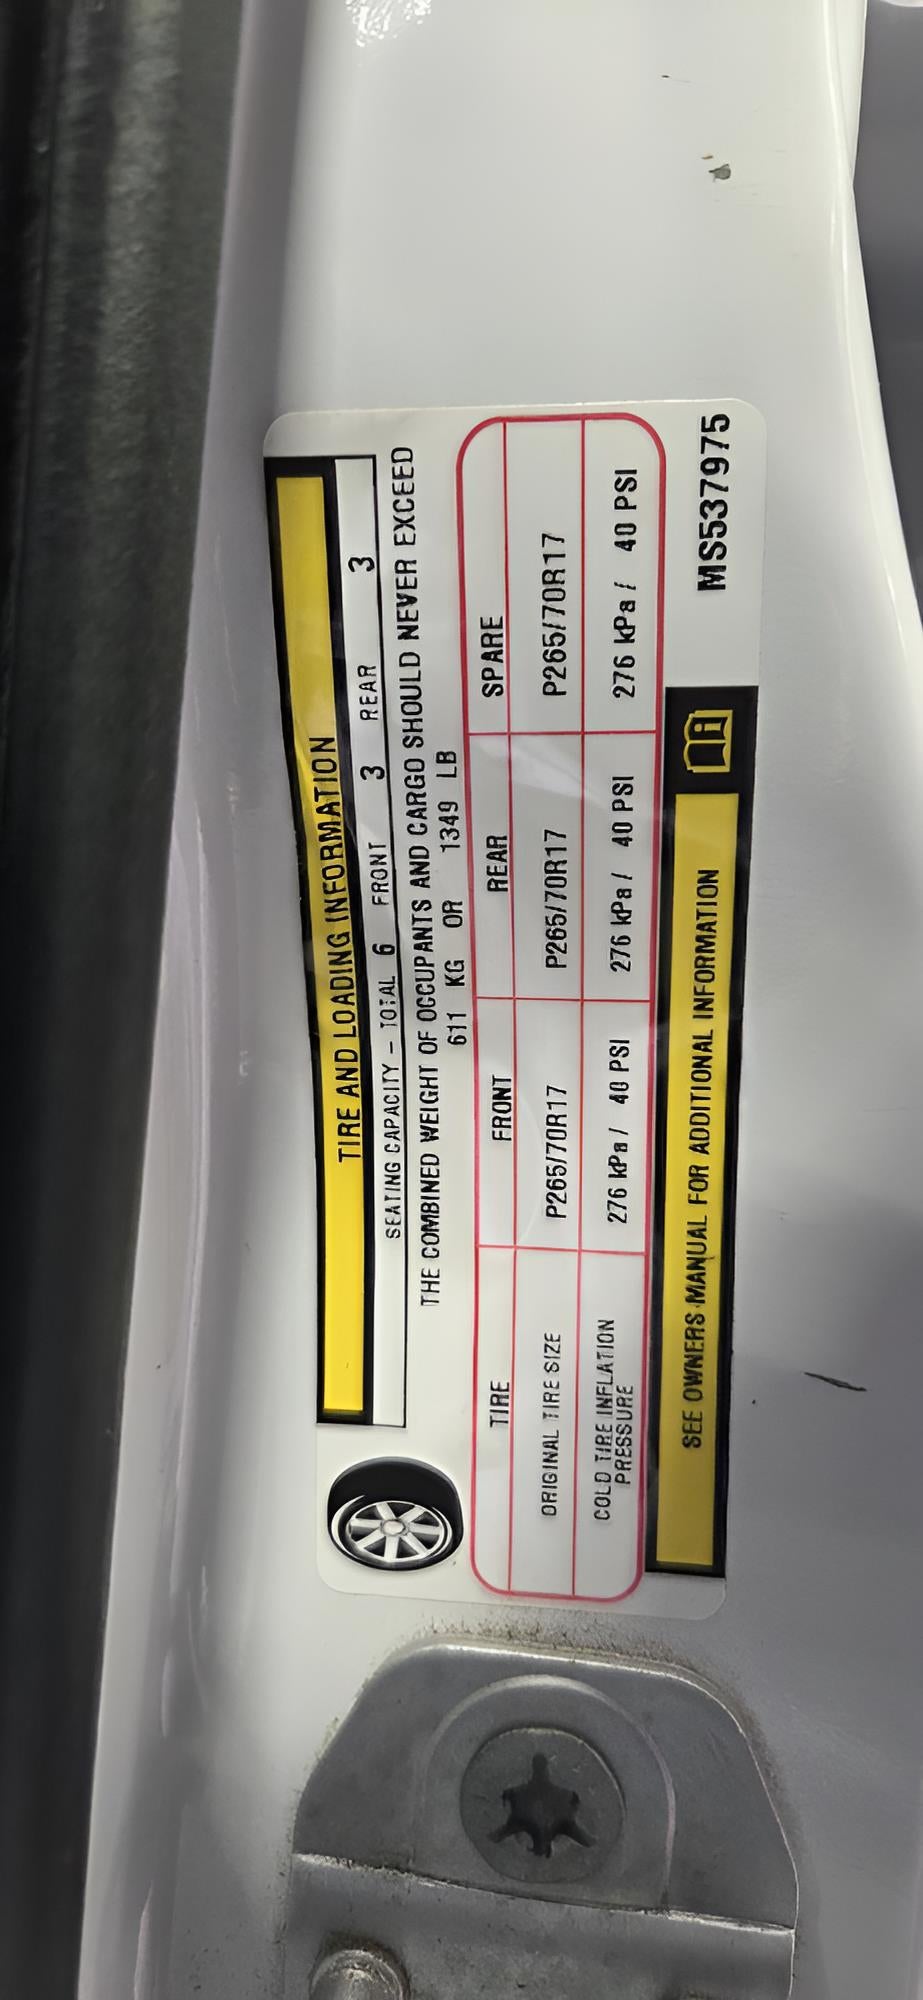 TIRE AND LOADING INFORMATION
SEATING CAPACITY – TOTAL 6 FRONT 3 REAR 3
THE COMBINED WEIGHT OF OCCUPANTS AND CARGO SHOULD NEVER EXCEED
611 KG OR 1349 LB
TIRE FRONT REAR SPARE
ORIGINAL TIRE SIZE P265/70R17 P265/70R17 P265/70R17
COLD TIRE INFLATION PRESSURE 276 kPa / 40 PSI 276 kPa / 40 PSI 276 kPa / 40 PSI
SEE OWNERS MANUAL FOR ADDITIONAL INFORMATION
MS537975